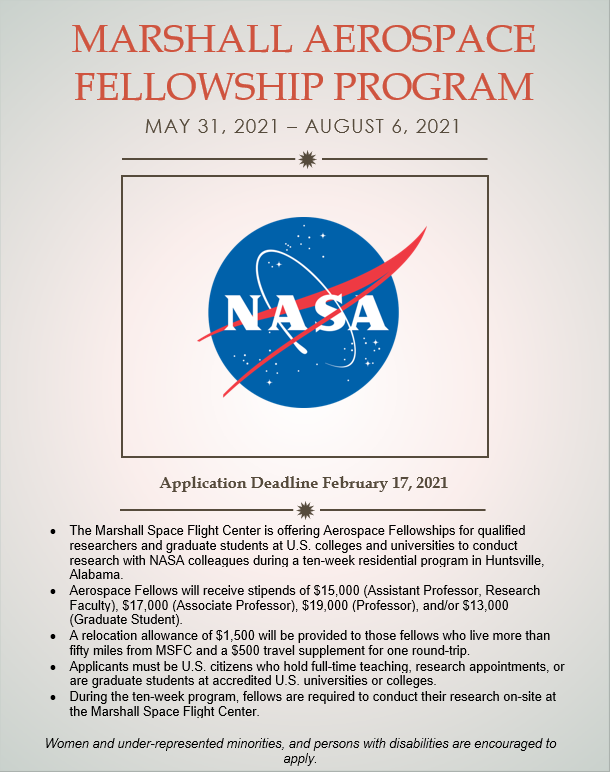 MARSHALL AEROSPACE
FELLOWSHIP PROGRAM
MAY 31, 2021 – AUGUST 6, 2021
NASA
Application Deadline February 17, 2021
• The Marshall Space Flight Center is offering Aerospace Fellowships for qualified
researchers and graduate students at U.S. colleges and universities to conduct
research with NASA colleagues during a ten-week residential program in Huntsville,
Alabama.
• Aerospace Fellows will receive stipends of $15,000 (Assistant Professor, Research
Faculty), $17,000 (Associate Professor), $19,000 (Professor), and/or $13,000
(Graduate Student).
• A relocation allowance of $1,500 will be provided to those fellows who live more than
fifty miles from MSFC and a $500 travel supplement for one round-trip.
• Applicants must be U.S. citizens who hold full-time teaching, research appointments, or
are graduate students at accredited U.S. universities or colleges.
• During the ten-week program, fellows are required to conduct their research on-site at
the Marshall Space Flight Center.
Women and under-represented minorities, and persons with disabilities are encouraged to
apply.